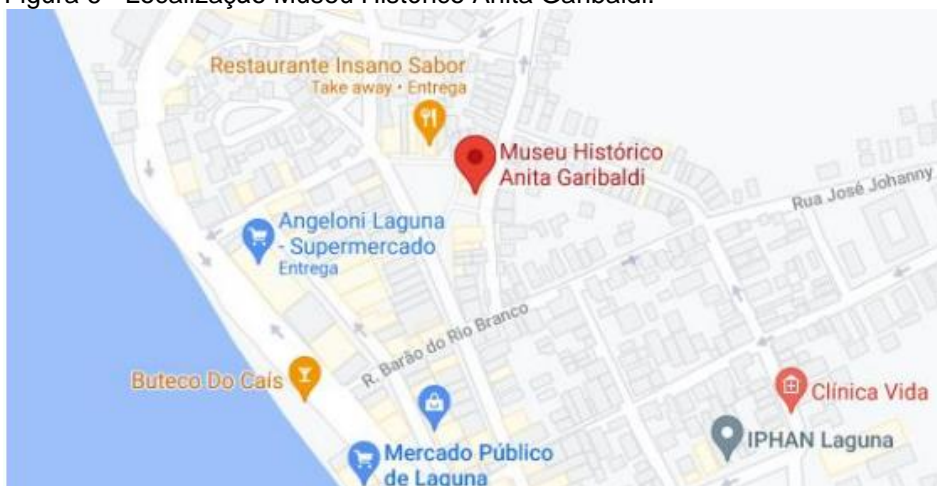 Figura 6 - Localização Museu Histórico Anita Garibaldi.
Restaurante Insano Sabor
Take away • Entrega
Museu Histórico
Anita Garibaldi
Rua José Johanny
Angeloni Laguna
- Supermercado
Entrega
R. Barão do Rio Branco
Buteco Do Cais
Clínica Vida
IPHAN Laguna
Mercado Público
de Laguna